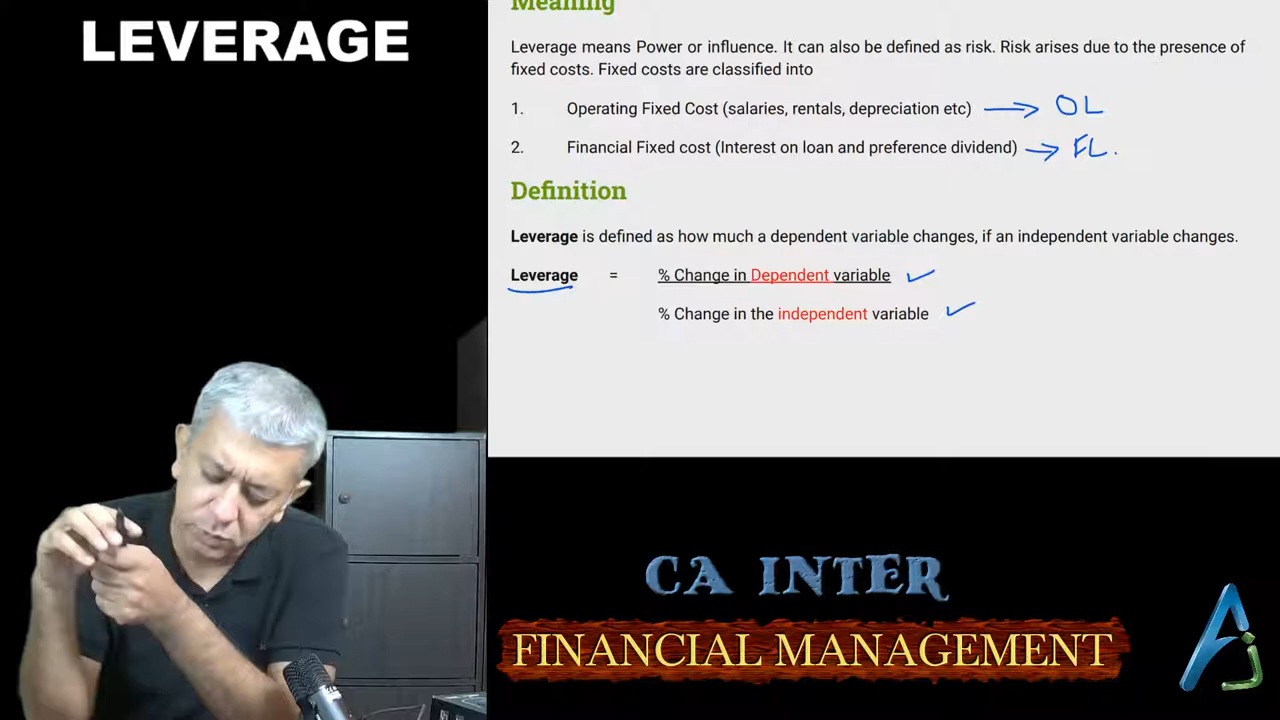 LEVERAGE
Meaning
Leverage means Power or influence. It can also be defined as risk. Risk arises due to the presence of
fixed costs. Fixed costs are classified into
1. Operating Fixed Cost (salaries, rentals, depreciation etc) → OL
2. Financial Fixed cost (Interest on loan and preference dividend) → FL.
Definition
Leverage is defined as how much a dependent variable changes, if an independent variable changes.
Leverage = % Change in Dependent variable
% Change in the independent variable
CA INTER
FINANCIAL MANAGEMENT